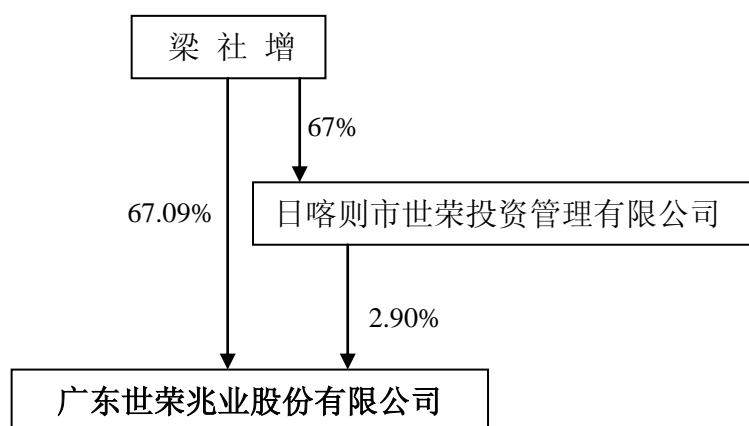 梁 社 增
67%
67.09%
日喀则市世荣投资管理有限公司
2.90%
广东世荣兆业股份有限公司